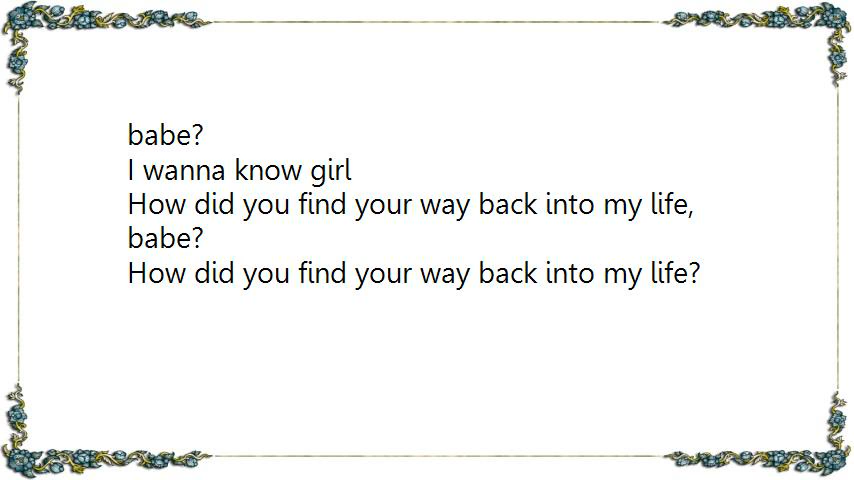 babe?
I wanna know girl
How did you find your way back into my life,
babe?
How did you find your way back into my life?